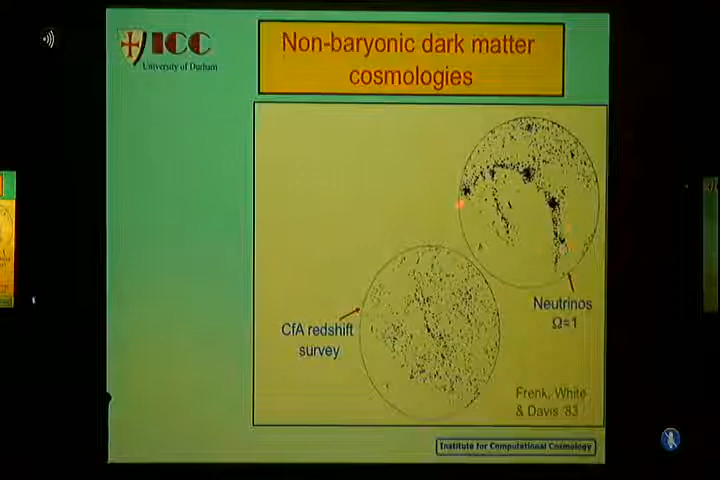 ICC
University of Durham
Non-baryonic dark matter
cosmologies
Neutrinos
Ω=1
CfA redshift
survey
Frenk, White
& Davis '83
Institute for Computational Cosmology